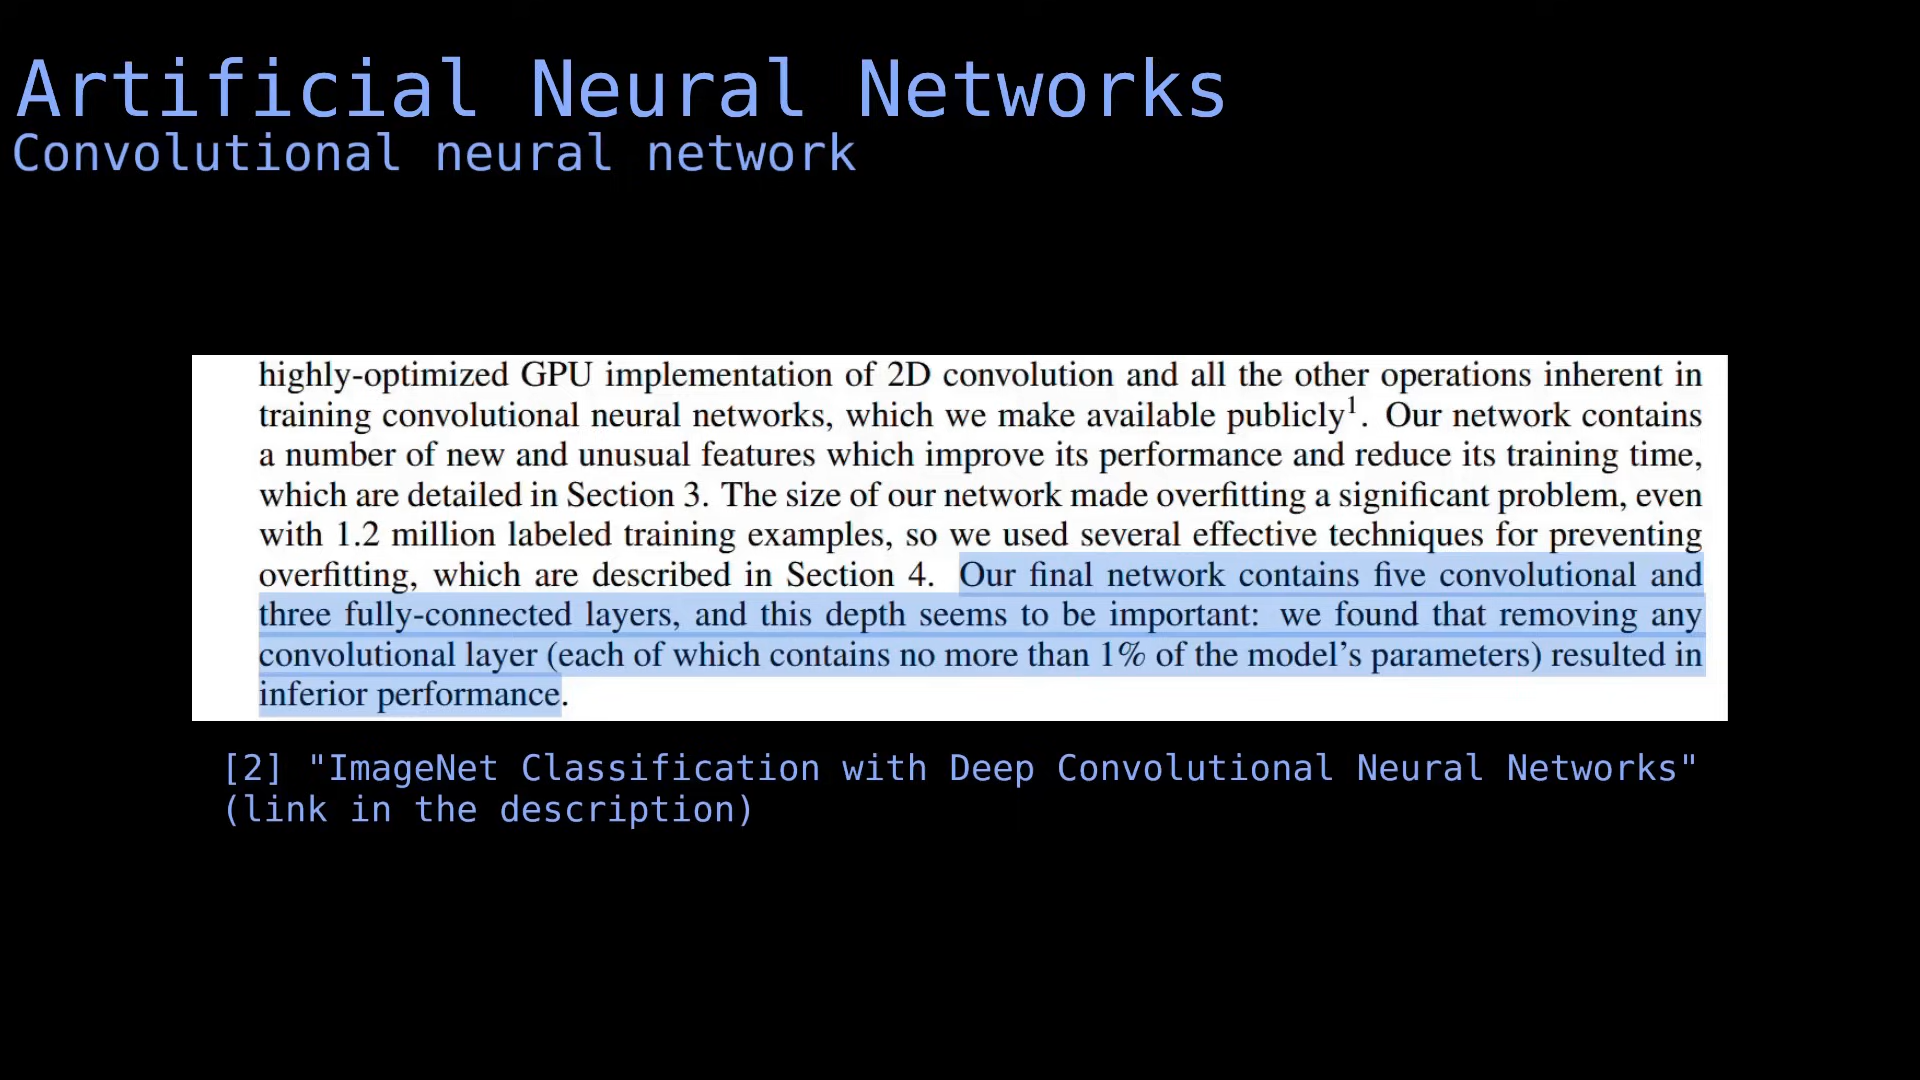 Artificial Neural Networks
Convolutional neural network
highly-optimized GPU implementation of 2D convolution and all the other operations inherent in
training convolutional neural networks, which we make available publicly¹. Our network contains
a number of new and unusual features which improve its performance and reduce its training time,
which are detailed in Section 3. The size of our network made overfitting a significant problem, even
with 1.2 million labeled training examples, so we used several effective techniques for preventing
overfitting, which are described in Section 4. Our final network contains five convolutional and
three fully-connected layers, and this depth seems to be important: we found that removing any
convolutional layer (each of which contains no more than 1% of the model’s parameters) resulted in
inferior performance.
[2] "ImageNet Classification with Deep Convolutional Neural Networks"
(link in the description)